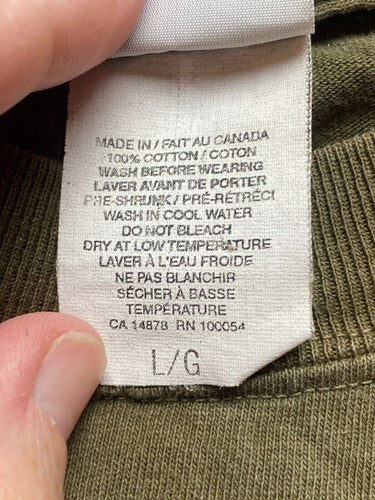 MADE IN / FAIT AU CANADA
100% COTTON / COTON
WASH BEFORE WEARING
LAVER AVANT DE PORTER
PRE-SHRUNK / PRÉ-RÉTRÉCI
WASH IN COOL WATER
DO NOT BLEACH
DRY AT LOW TEMPERATURE
LAVER À L'EAU FROIDE
NE PAS BLANCHIR
SÉCHER À BASSE
TEMPÉRATURE
CA 14878 RN 100054
L/G